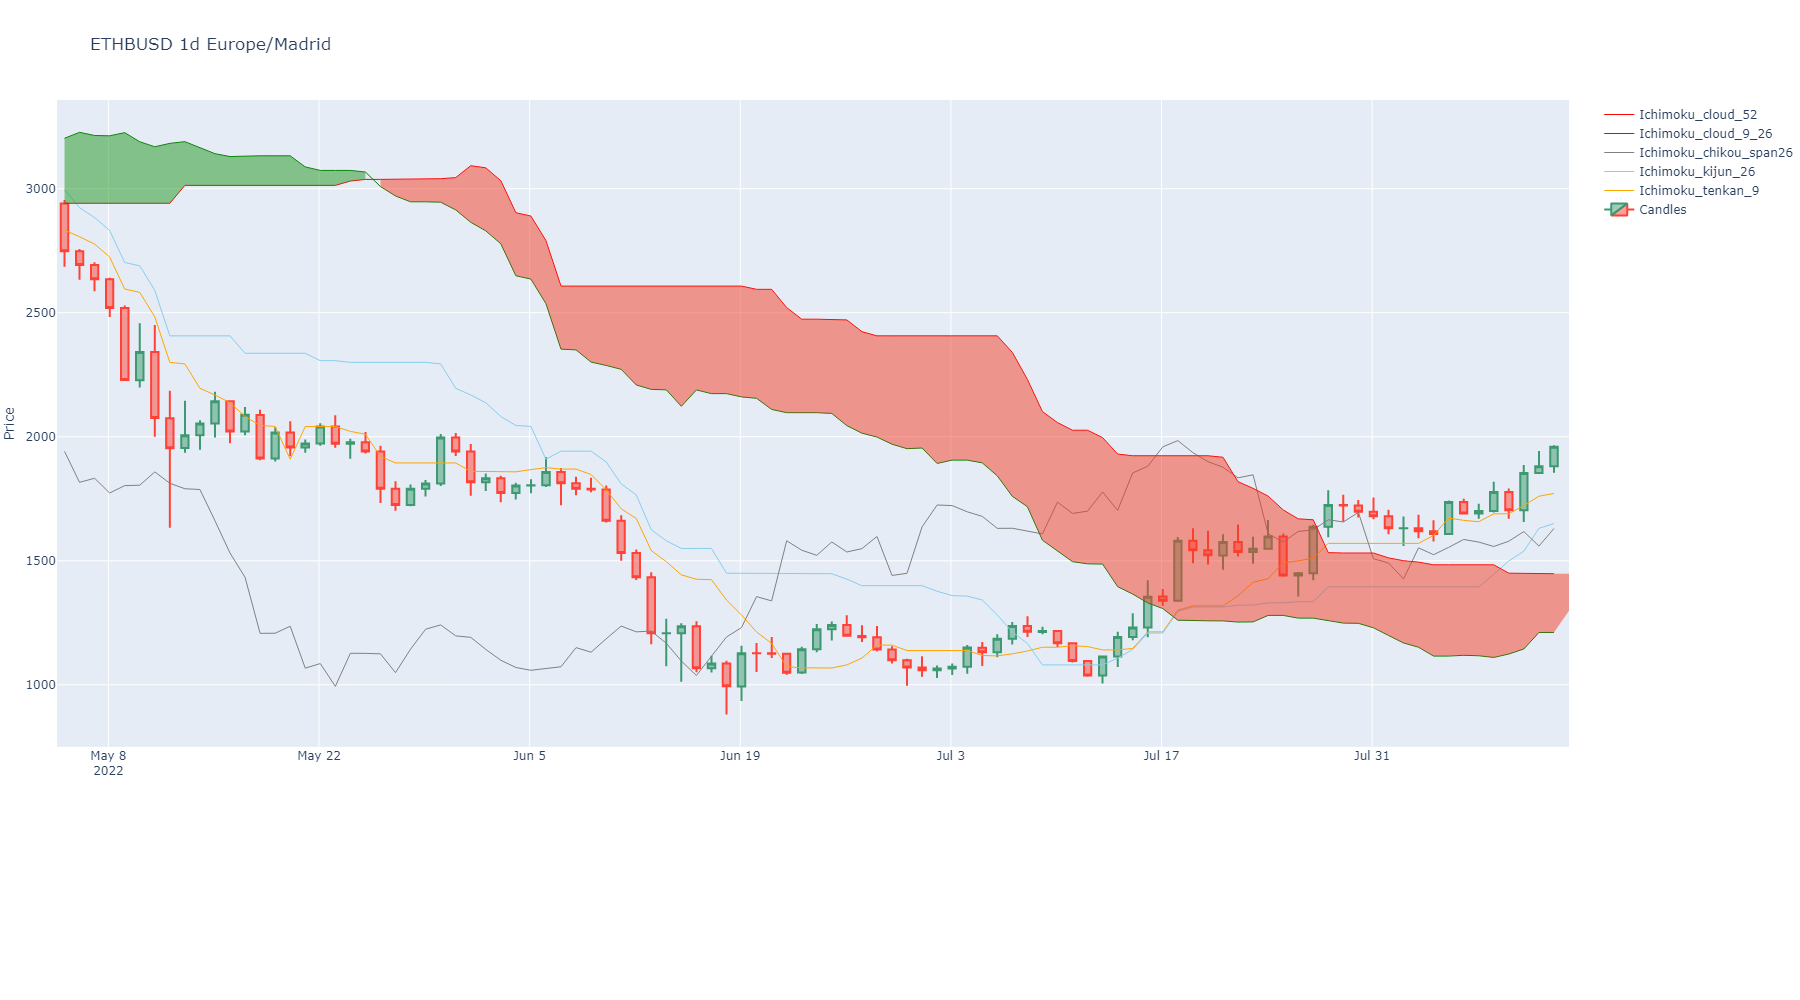 ETHBUSD 1d Europe/Madrid
Ichimoku_cloud_52
Ichimoku_cloud_9_26
Ichimoku_chikou_span26
Ichimoku_kijun_26
Ichimoku_tenkan_9
Candles
Price
3000
2500
2000
1500
1000
May 8
2022
May 22
Jun 5
Jun 19
Jul 3
Jul 17
Jul 31